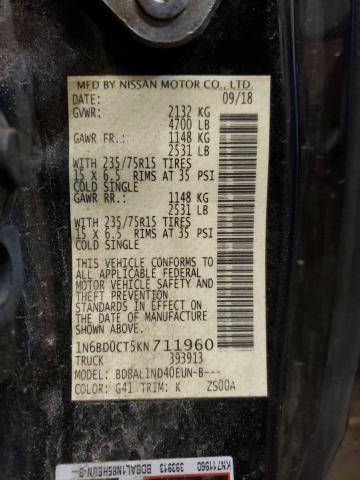 MFD BY NISSAN MOTOR CO., LTD.
DATE: 09/18
GVWR: 2132 KG
4700 LB
GAWR FR.: 1148 KG
2531 LB
WITH 235/75R15 TIRES
15 X 6.5 RIMS AT 35 PSI
COLD SINGLE
GAWR RR.: 1148 KG
2531 LB
WITH 235/75R15 TIRES
15 X 6.5 RIMS AT 35 PSI
COLD SINGLE
THIS VEHICLE CONFORMS TO
ALL APPLICABLE FEDERAL
MOTOR VEHICLE SAFETY
AND THEFT PREVENTION
STANDARDS IN EFFECT ON
THE DATE OF MANUFACTURE
SHOWN ABOVE.
1N6BD0CT5KN711960
TRUCK 393913
MODEL: BDBAL1ND40EUN-B---
COLOR: G41 TRIM: K ZS00A
KN711960 393913